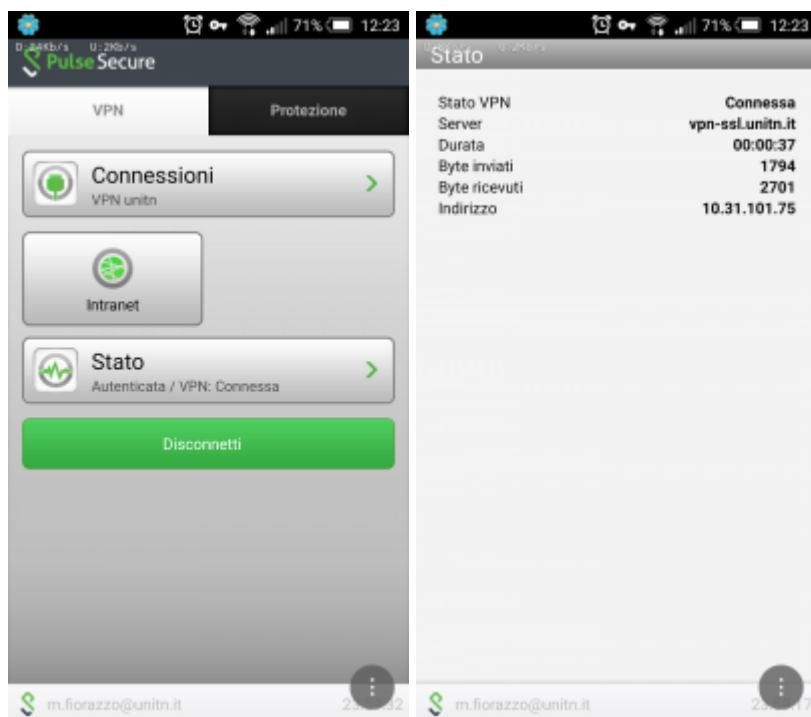 71% 12:23
U:2Kb/s
Pulse Secure
VPN Protezione
Connessioni
VPN unitn
Intranet
Stato
Autenticata / VPN: Connessa
Disconnetti
m.fiorazzo@unitn.it
71% 12:23
Stato
Stato VPN Connessa
Server vpn-ssl.unitn.it
Durata 00:00:37
Byte inviati 1794
Byte ricevuti 2701
Indirizzo 10.31.101.75
m.fiorazzo@unitn.it